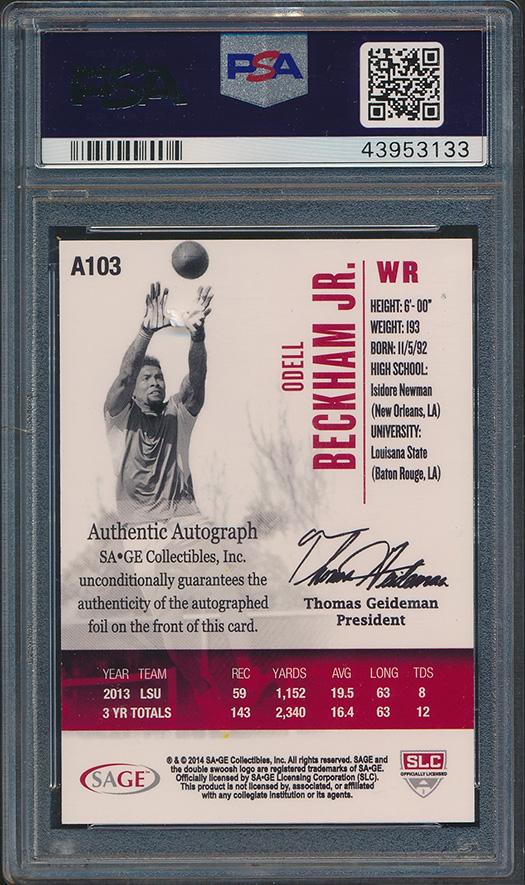 PSA
PSA
43953133
A103
ODELL
BECKHAM JR.
WR
HEIGHT: 6'- 00"
WEIGHT: 193
BORN: 11/5/92
HIGH SCHOOL:
Isidore Newman
(New Orleans, LA)
UNIVERSITY:
Louisana State
(Baton Rouge, LA)
Authentic Autograph
SA•GE Collectibles, Inc.
unconditionally guarantees the
authenticity of the autographed
foil on the front of this card.
Thomas Geideman
Thomas Geideman
President
YEAR TEAM REC YARDS AVG LONG TDS
2013 LSU 59 1,152 19.5 63 8
3 YR TOTALS 143 2,340 16.4 63 12
SAGE
® & © 2014 SA•GE Collectibles, Inc. All rights reserved. SAGE and
the double swoosh logo are registered trademarks of SA•GE.
Officially licensed by SA•GE Licensing Corporation (SLC).
This product is not licensed by, associated, or affiliated
with any collegiate institution or its agents.
SLC
OFFICIALLY LICENSED